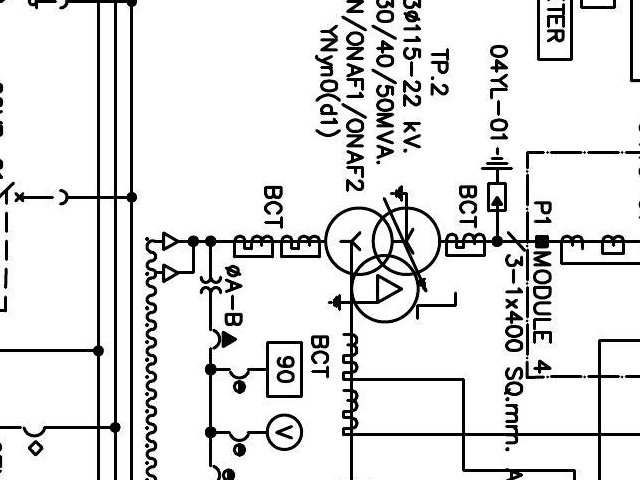 TP.2
3Ø115-22 kV.
30/40/50MVA.
N/ONAF1/ONAF2
YNyn0(d1)
04YL-01
TER
BCT
BCT
P1
MODULE 4
3-1x400 SQ.mm.
ØA-B
BCT
90
V